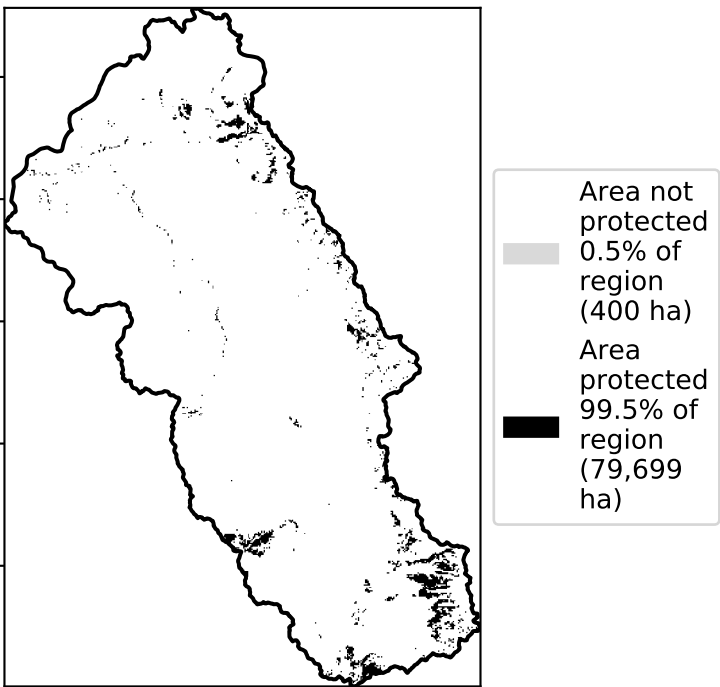 Area not
protected
0.5% of
region
(400 ha)
Area
protected
99.5% of
region
(79,699
ha)